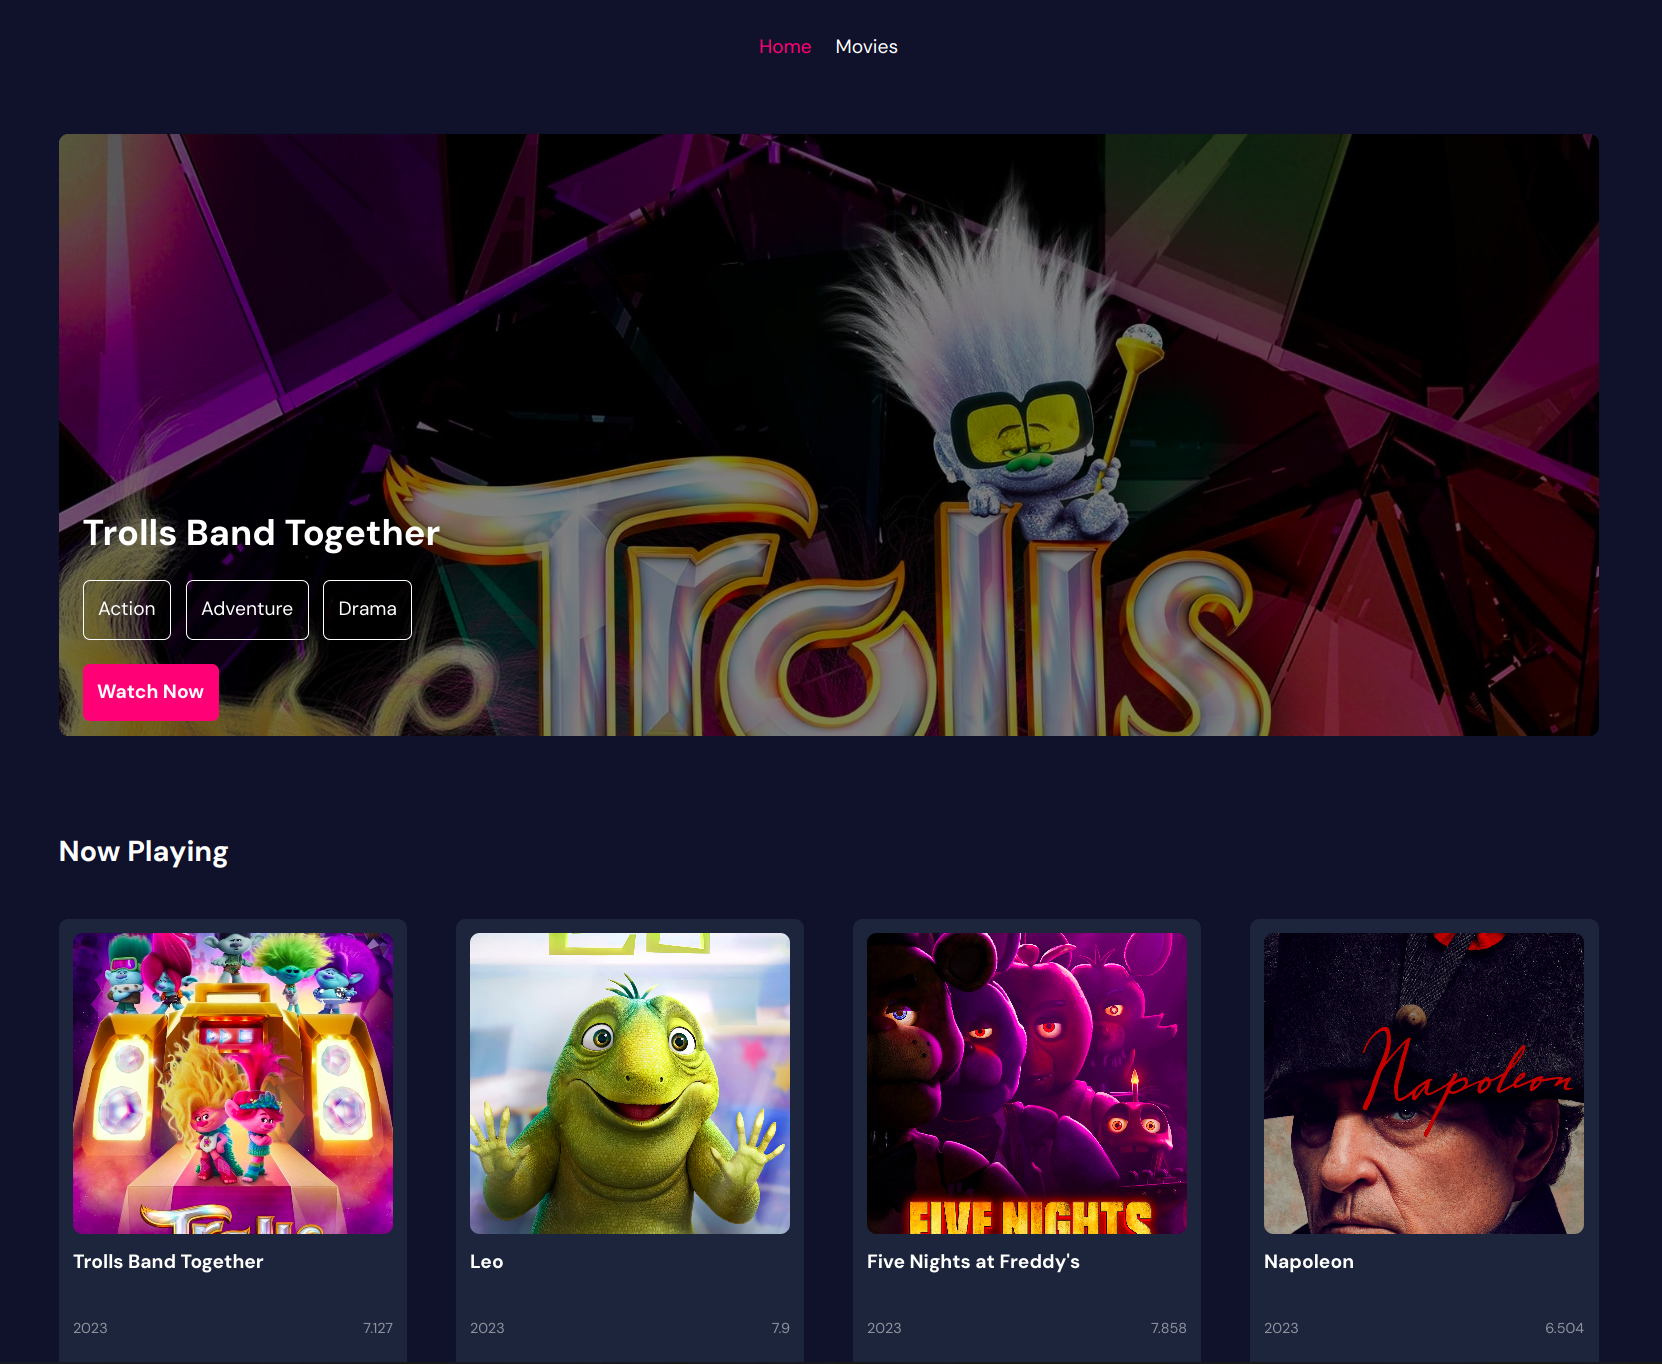 Home Movies
Trolls
Trolls Band Together
Action Adventure Drama
Watch Now
Now Playing
Trolls
FIVE NIGHTS
Napoleon
Trolls Band Together
Leo
Five Nights at Freddy's
Napoleon
2023 7.127
2023 7.9
2023 7.858
2023 6.504